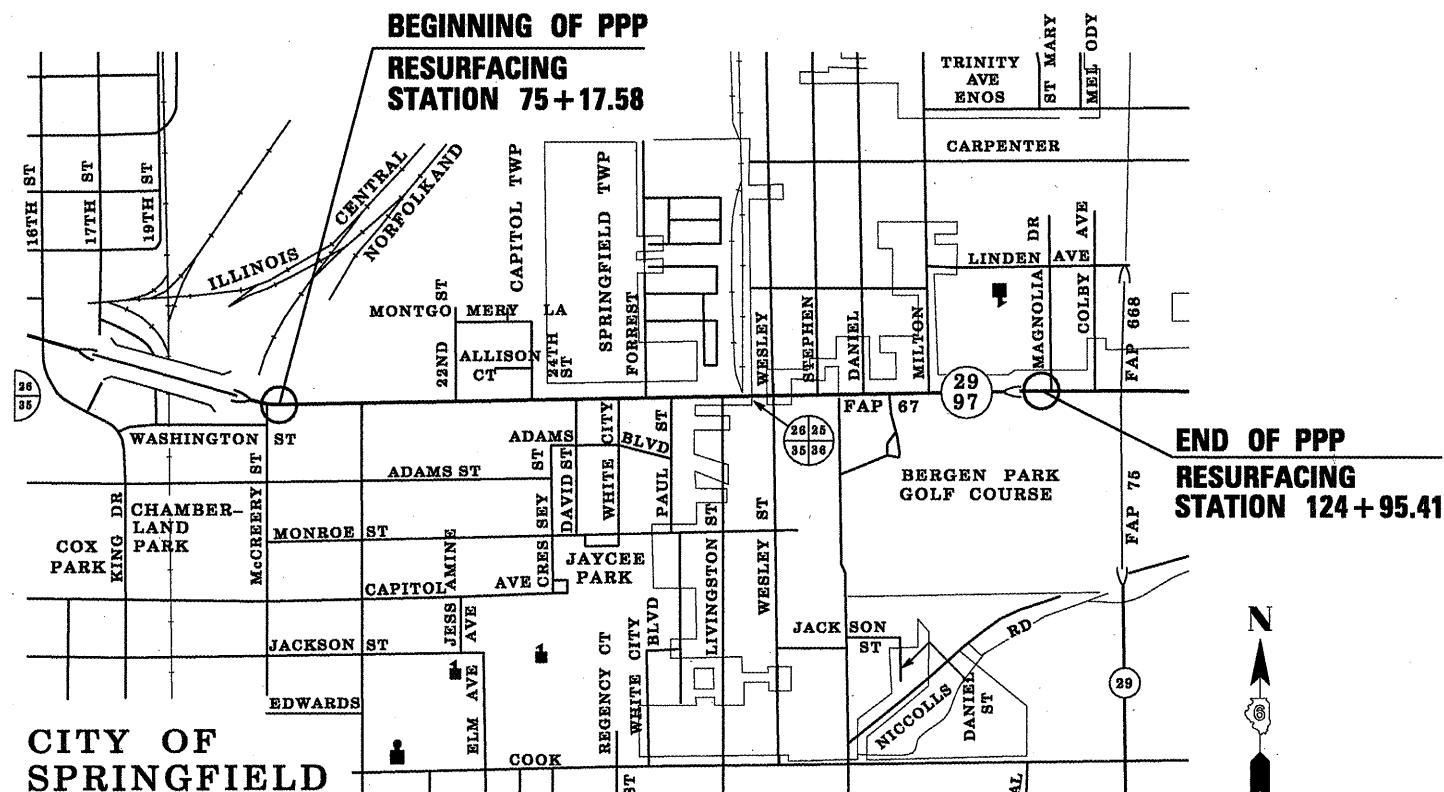 BEGINNING OF PPP
RESURFACING
STATION 75+17.58
TRINITY
AVE
ENOS
ST MARY
MEL ODY
CARPENTER
16TH ST
17TH ST
19TH ST
ILLINOIS
CENTRAL
NORFOLKAND
CAPITOL TWP
SPRINGFIELD TWP
FORREST
MONTGO MERY LA
22ND ST
ALLISON
CT
24TH
ST
WESLEY
STEPHEN
DANIEL
MILTON
LINDEN AVE
MAGNOLIA DR
COLBY AVE
FAP 668
26
35
FAP 67
29
97
26 25
35 36
END OF PPP
RESURFACING
STATION 124+95.41
WASHINGTON ST
ADAMS
BLVD
ADAMS ST
CRES SEY ST
DAVID ST
WHITE CITY
PAUL ST
BERGEN PARK
GOLF COURSE
FAP 75
KING DR
CHAMBER-
LAND
PARK
COX
PARK
McCREERY ST
MONROE ST
JAYCEE
PARK
LIVINGSTON ST
WESLEY ST
CAPITOL AVE
JESS AMINE
AVE
JACKSON ST
JACK SON
ST
NICCOLLS RD
DANIEL
ST
29
N
6
EDWARDS
ELM AVE
REGENCY CT
WHITE CITY
BLVD
CITY OF
SPRINGFIELD
COOK
ST
AL